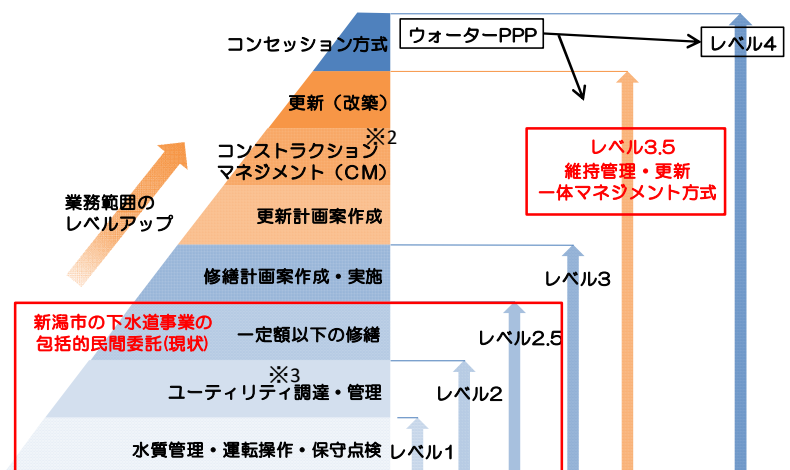 コンセッション方式
ウォーターPPP
レベル4
更新（改築）
※2
コンストラクション
マネジメント（CM）
レベル3.5
維持管理・更新
一体マネジメント方式
業務範囲の
レベルアップ
更新計画案作成
修繕計画案作成・実施
レベル3
新潟市の下水道事業の
包括的民間委託(現状)
一定額以下の修繕
レベル2.5
※3
ユーティリティ調達・管理
レベル2
水質管理・運転操作・保守点検
レベル1